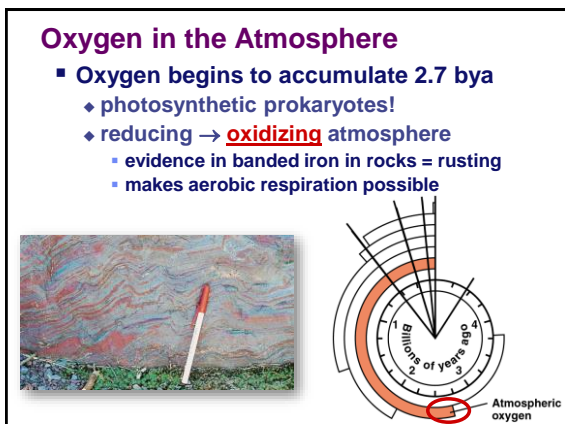 Oxygen in the Atmosphere
▪ Oxygen begins to accumulate 2.7 bya
◆ photosynthetic prokaryotes!
◆ reducing → oxidizing atmosphere
▪ evidence in banded iron in rocks = rusting
▪ makes aerobic respiration possible
1
4
Billions of years ago
2
3
Atmospheric
oxygen